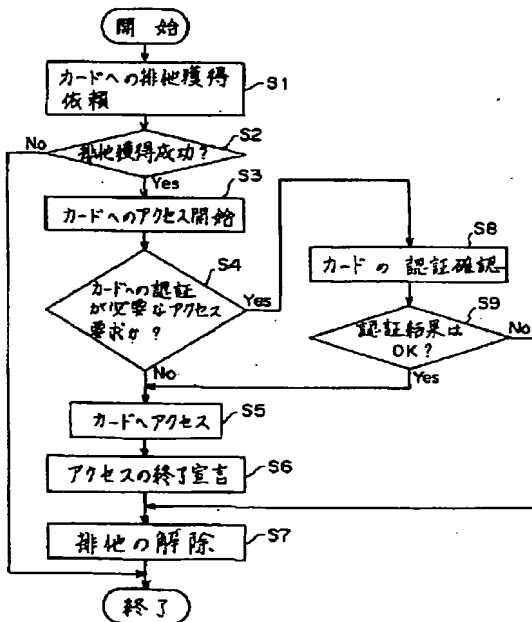 開始
カードへの排他獲得
依頼
S1
排他獲得成功?
S2
No
Yes
S3
カードへのアクセス開始
S4
カードへの認証
が必要なアクセス
要求か?
Yes
No
S8
カードの認証確認
S9
認証結果は
OK?
No
Yes
カードへアクセス
S5
アクセスの終了宣言
S6
排他の解除
S7
終了